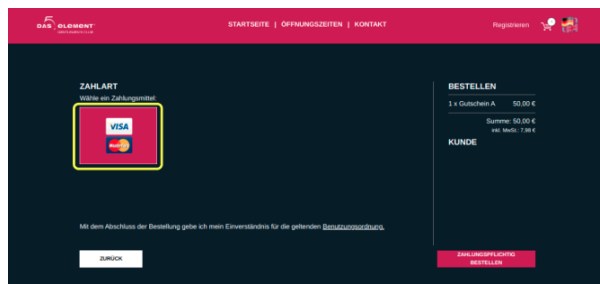 DAS ELEMENT
STARTSEITE | ÖFFNUNGSZEITEN | KONTAKT
Registrieren
ZAHLART
Wähle ein Zahlungsmittel:
VISA
MasterCard
BESTELLEN
1 x Gutschein A 50,00 €
Summe: 50,00 €
inkl. MwSt.: 7,98 €
KUNDE
Mit dem Abschluss der Bestellung gebe ich mein Einverständnis für die geltenden Benutzungsordnung.
ZURÜCK
ZAHLUNGSPFLICHTIG
BESTELLEN